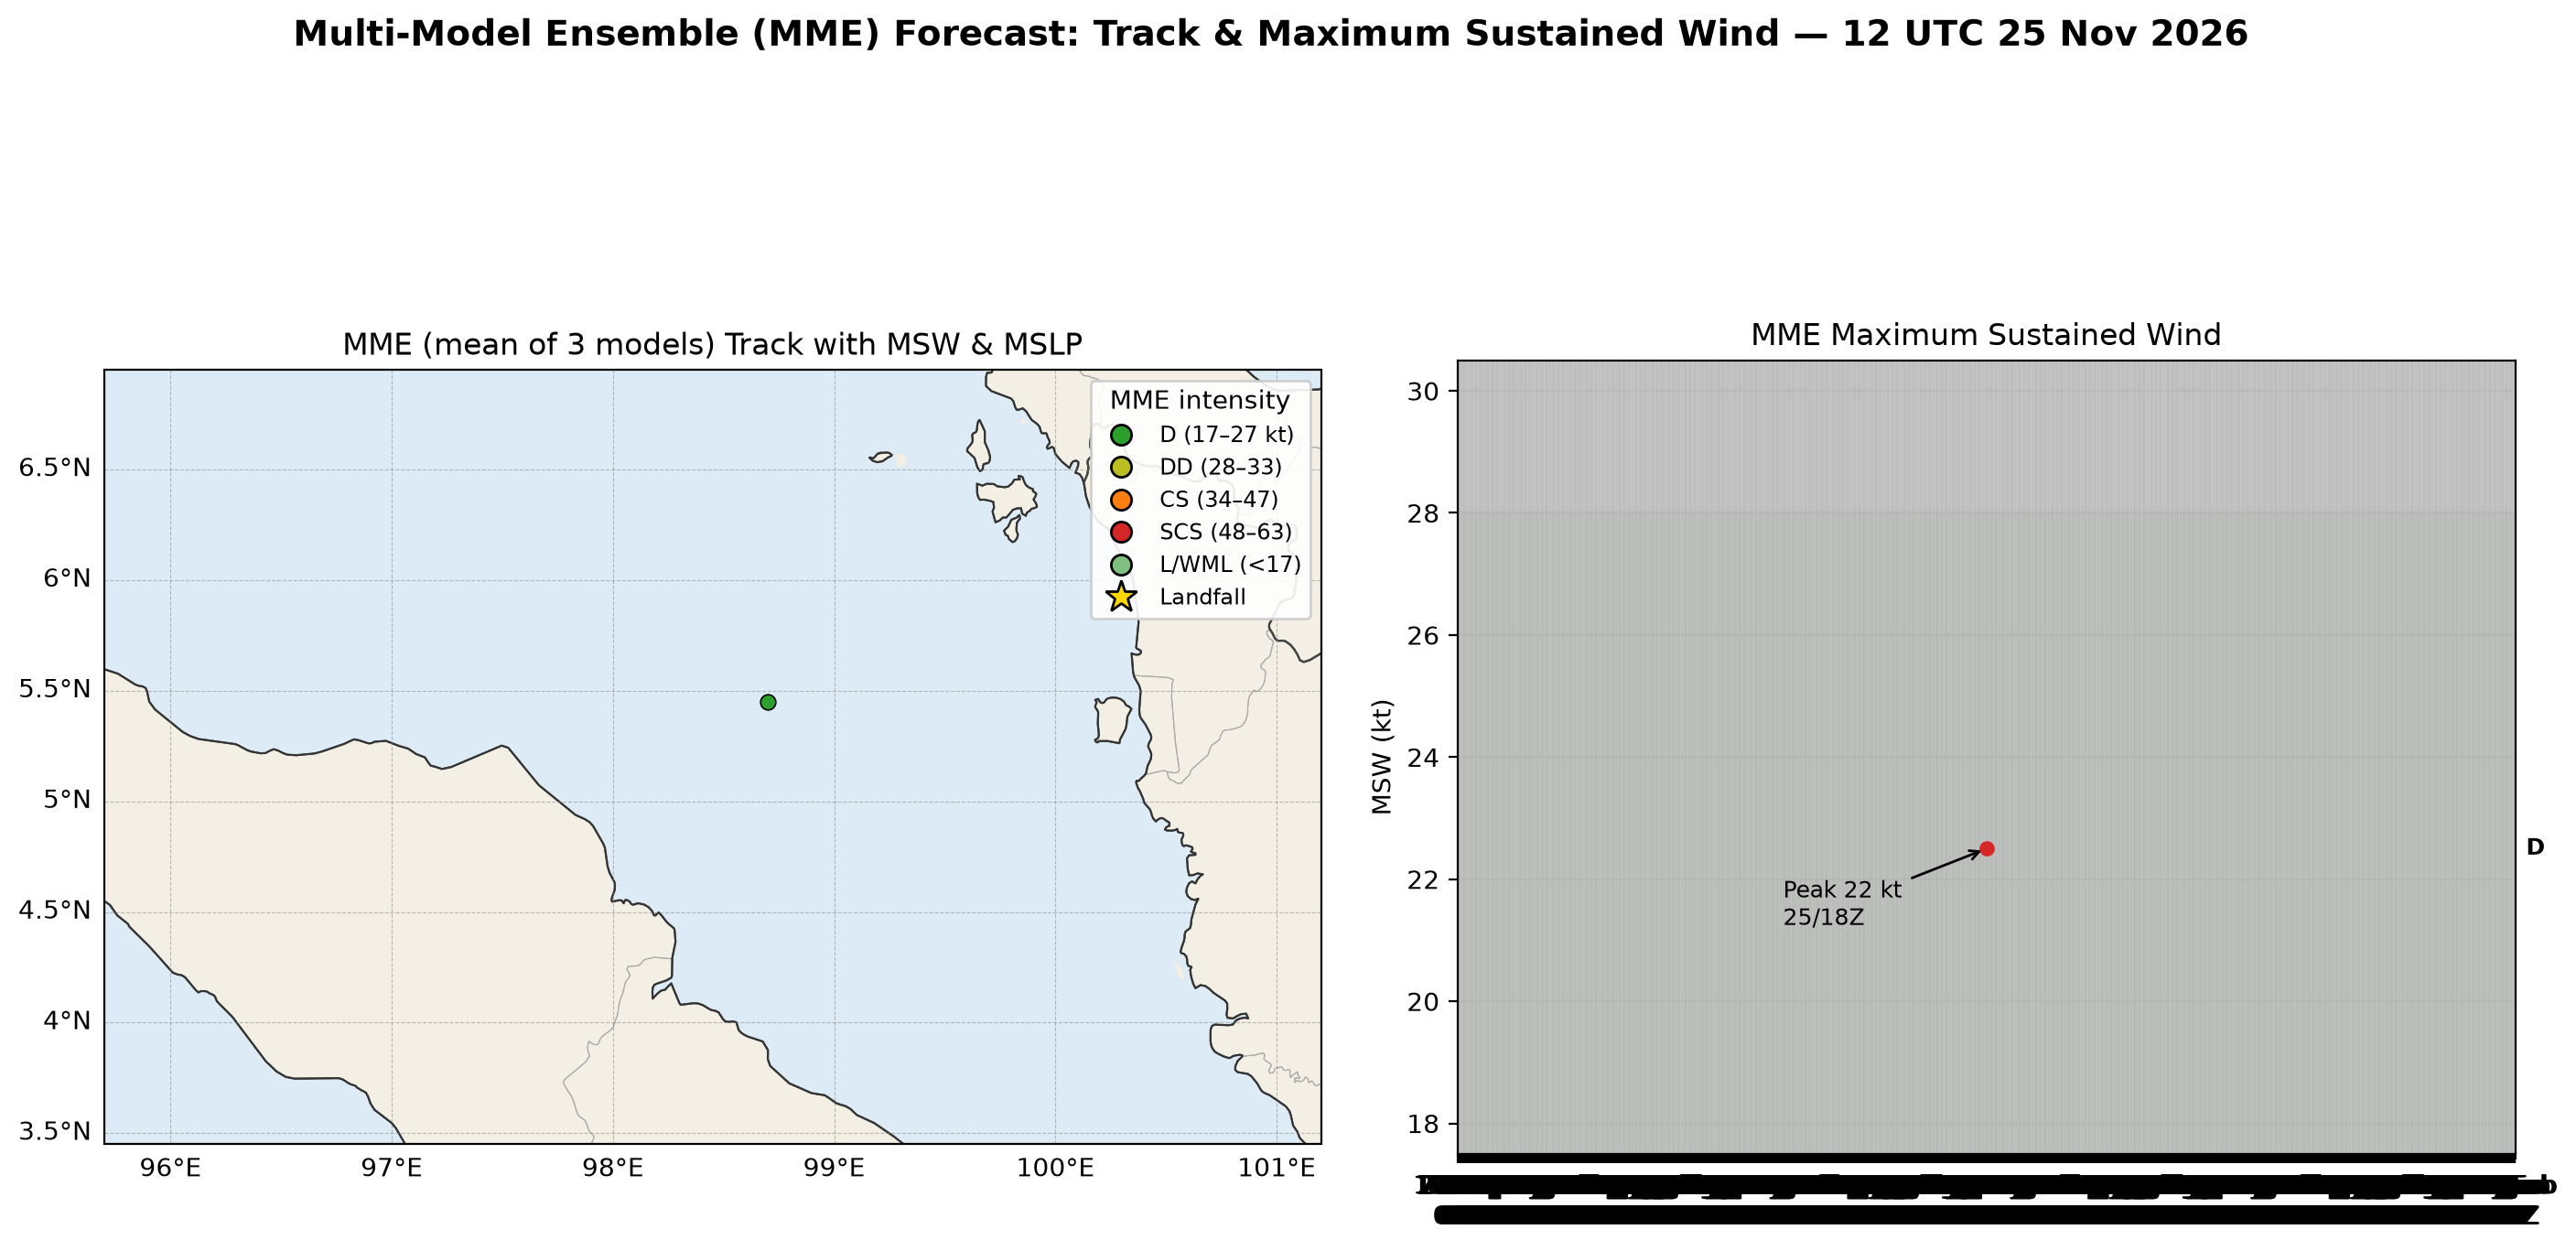 Multi-Model Ensemble (MME) Forecast: Track & Maximum Sustained Wind — 12 UTC 25 Nov 2026
MME (mean of 3 models) Track with MSW & MSLP
MME intensity
D (17–27 kt)
DD (28–33)
CS (34–47)
SCS (48–63)
L/WML (<17)
Landfall
6.5°N
6°N
5.5°N
5°N
4.5°N
4°N
3.5°N
96°E
97°E
98°E
99°E
100°E
101°E
MME Maximum Sustained Wind
MSW (kt)
30
28
26
24
22
20
18
Peak 22 kt
25/18Z
D